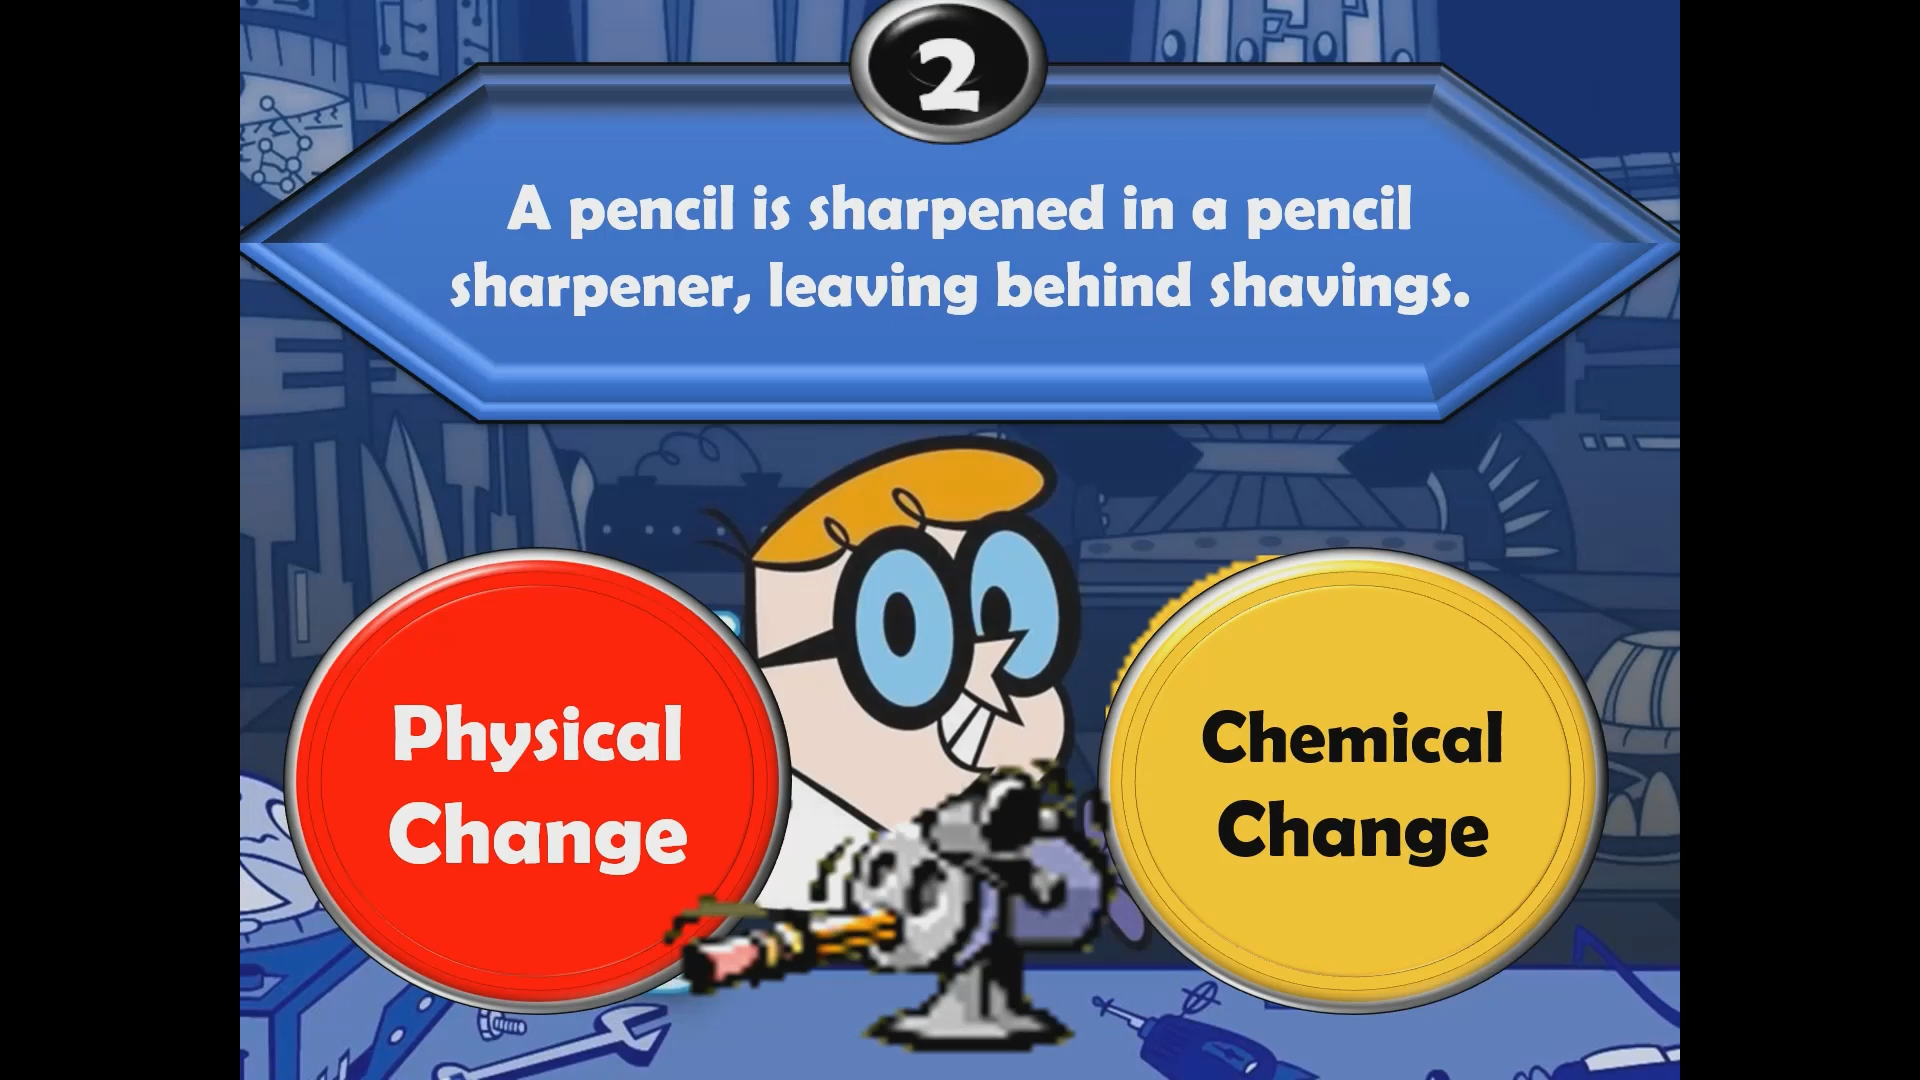 2
A pencil is sharpened in a pencil
sharpener, leaving behind shavings.
Physical
Change
Chemical
Change